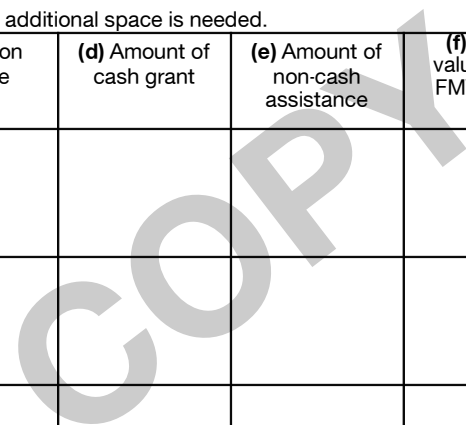 additional space is needed.
on
e
(d) Amount of
cash grant
(e) Amount of
non-cash
assistance
(f)
valu
FM
COPY